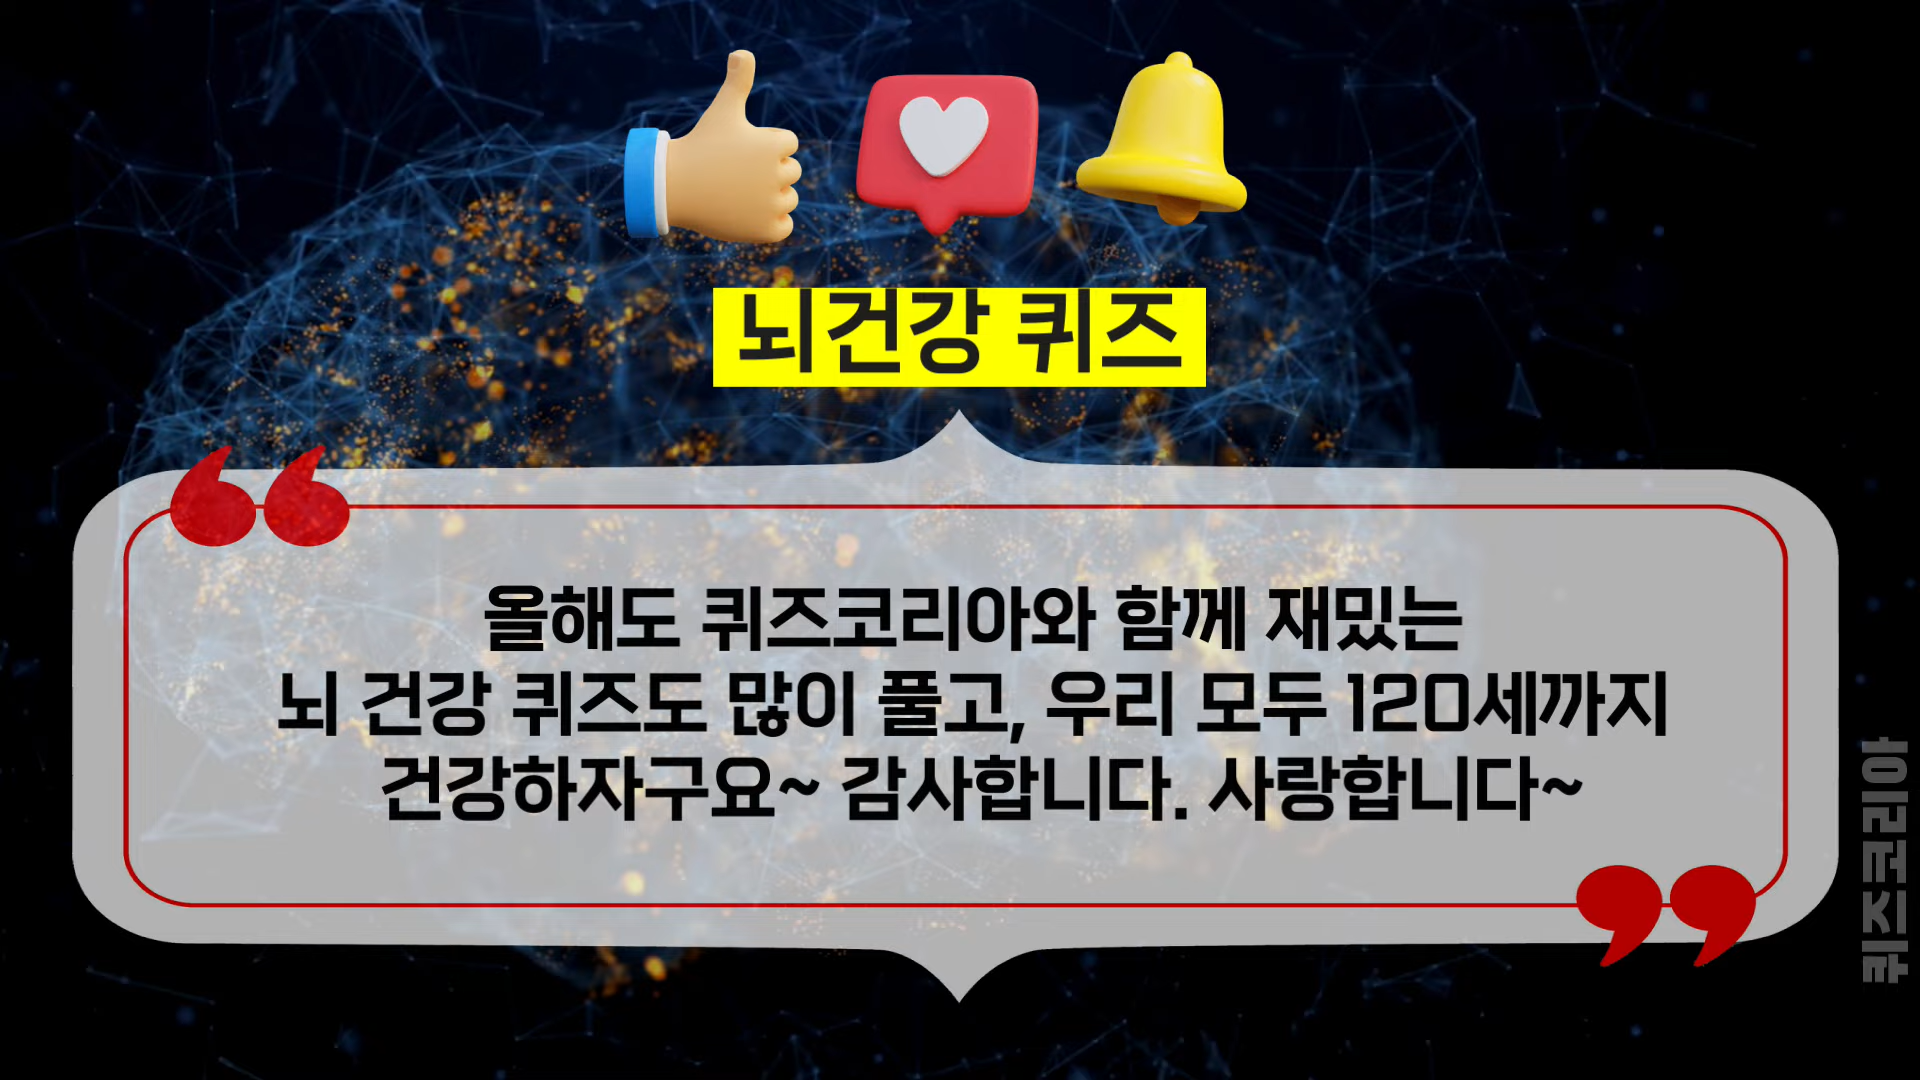 뇌건강 퀴즈
올해도 퀴즈코리아와 함께 재밌는
뇌 건강 퀴즈도 많이 풀고, 우리 모두 120세까지
건강하자구요~ 감사합니다. 사랑합니다~
퀴즈코리아